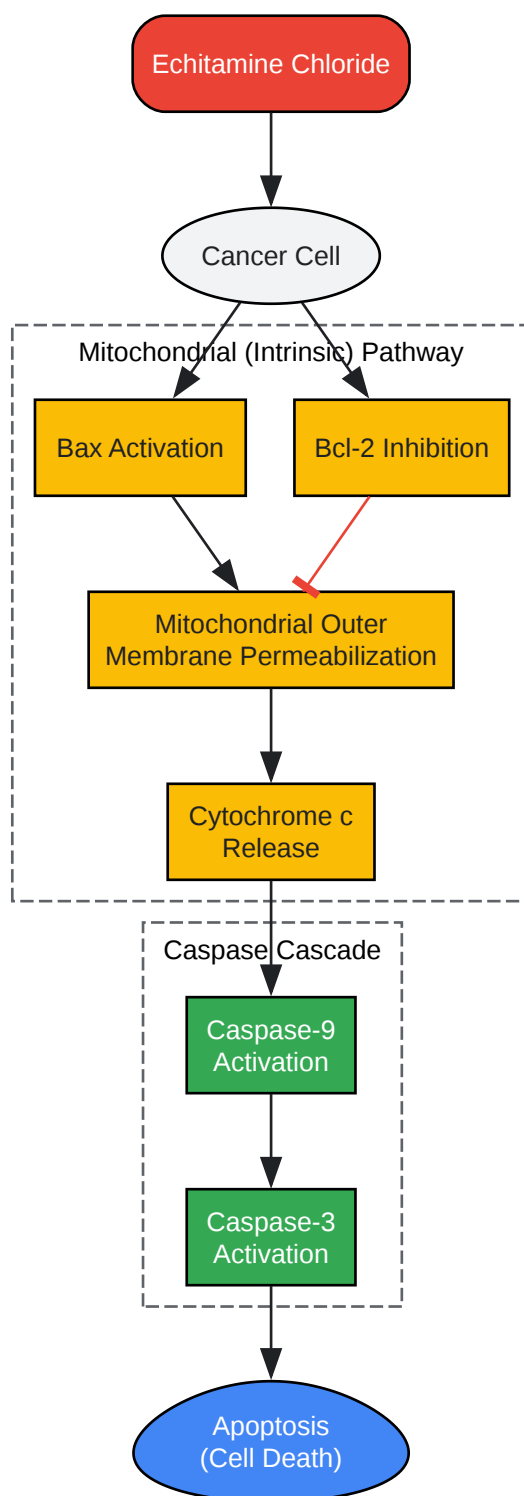 Echitamine Chloride
Cancer Cell
Mitochondrial (Intrinsic) Pathway
Bax Activation
Bcl-2 Inhibition
Mitochondrial Outer
Membrane Permeabilization
Cytochrome c
Release
Caspase Cascade
Caspase-9
Activation
Caspase-3
Activation
Apoptosis
(Cell Death)